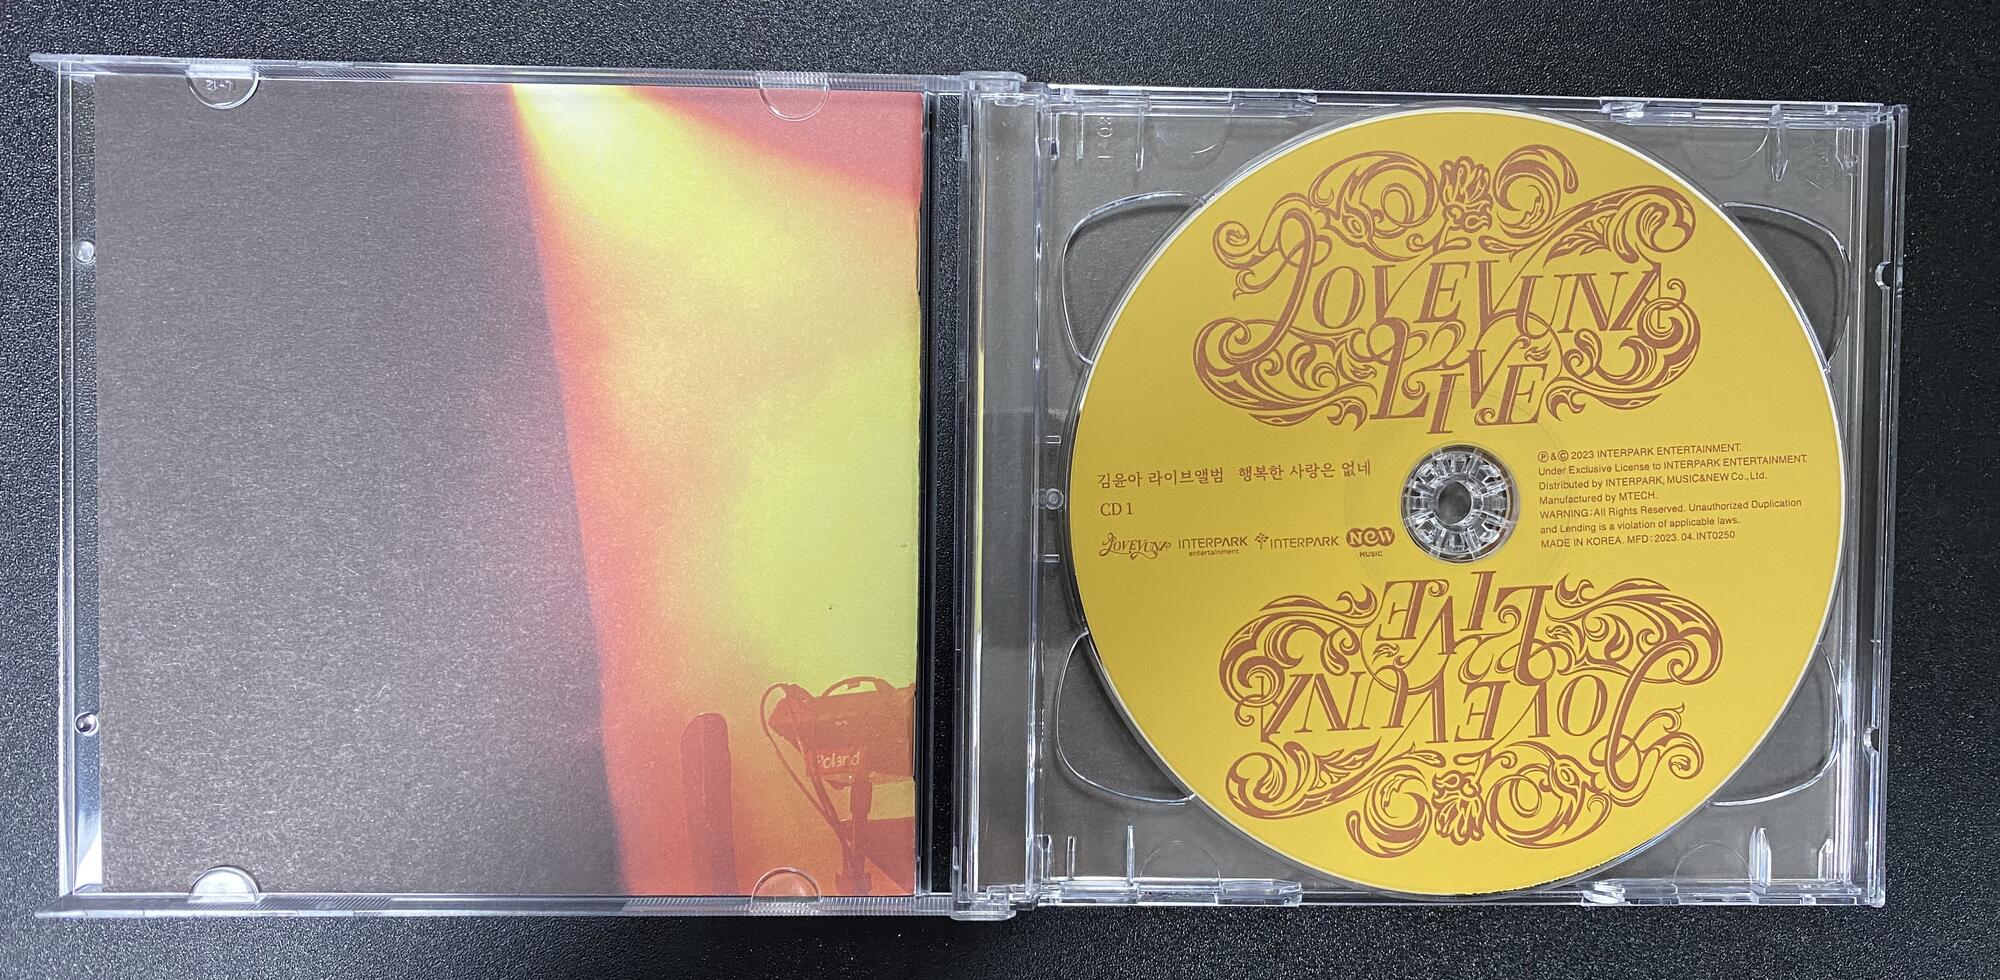 Roland
LOVEYUNA
LIVE
김윤아 라이브앨범 행복한 사랑은 없네
CD 1
LOVEYUNA INTERPARK entertainment INTERPARK NEW MUSIC
Ⓟ&Ⓒ 2023 INTERPARK ENTERTAINMENT.
Under Exclusive License to INTERPARK ENTERTAINMENT.
Distributed by INTERPARK, MUSIC&NEW Co., Ltd.
Manufactured by MTECH.
WARNING: All Rights Reserved. Unauthorized Duplication
and Lending is a violation of applicable laws.
MADE IN KOREA. MFD: 2023. 04. INT0250
LIVE
LOVEYUNA